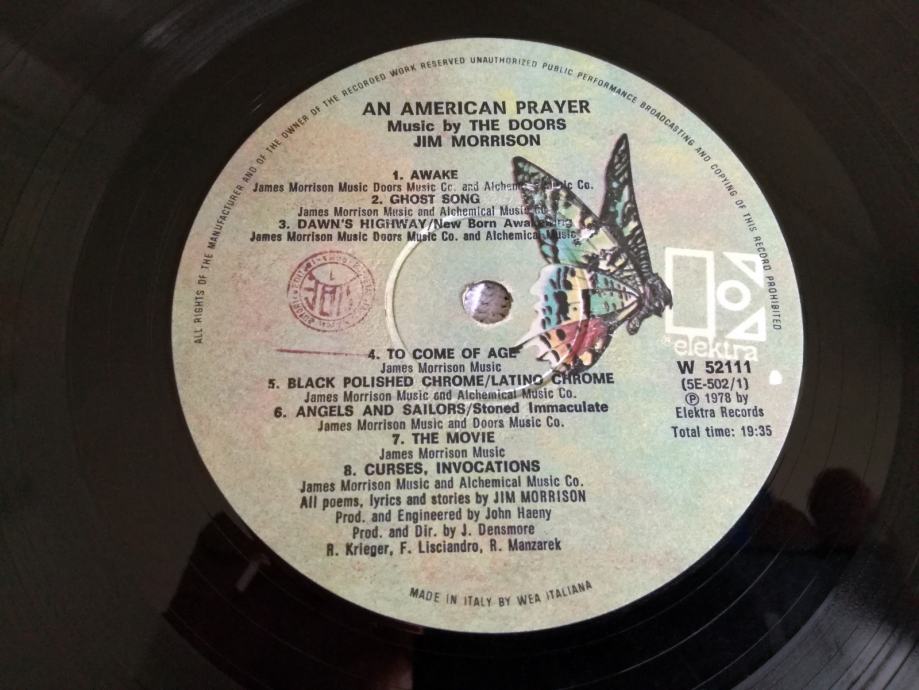 ALL RIGHTS OF THE MANUFACTURER AND OF THE OWNER OF THE RECORDED WORK RESERVED UNAUTHORIZED PUBLIC PERFORMANCE BROADCASTING AND COPYING OF THIS RECORD PROHIBITED
AN AMERICAN PRAYER
Music by THE DOORS
JIM MORRISON
1. AWAKE
James Morrison Music Doors Music Co. and Alchemical Music Co.
2. GHOST SONG
James Morrison Music and Alchemical Music Co.
3. DAWN'S HIGHWAY/New Born Awakening
James Morrison Music Doors Music Co. and Alchemical Music
elektra
4. TO COME OF AGE
James Morrison Music
5. BLACK POLISHED CHROME/LATINO CHROME
James Morrison Music and Alchemical Music Co.
6. ANGELS AND SAILORS/Stoned Immaculate
James Morrison Music and Doors Music Co.
7. THE MOVIE
James Morrison Music
8. CURSES, INVOCATIONS
James Morrison Music and Alchemical Music Co.
All poems, lyrics and stories by JIM MORRISON
Prod. and Engineered by John Haeny
Prod. and Dir. by J. Densmore
R. Krieger, F. Lisciandro, R. Manzarek
W 52111
(5E-502/1)
Ⓟ 1978 by
Elektra Records
Total time: 19:35
MADE IN ITALY BY WEA ITALIANA